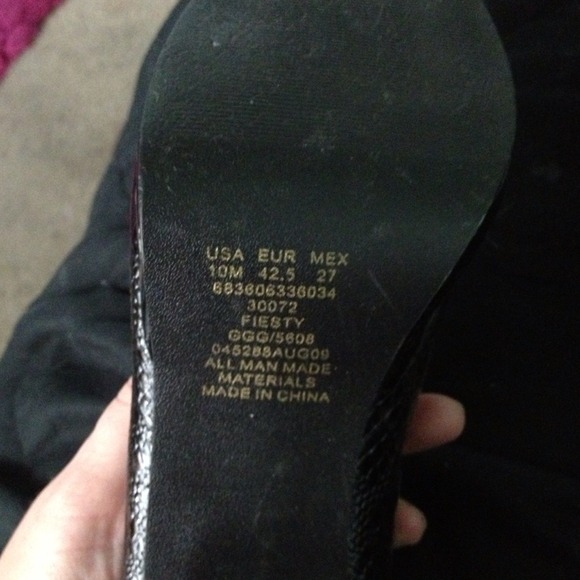 USA EUR MEX
10M 42.5 27
683606336034
30072
FIESTY
GGG/5608
045288AUG09
ALL MAN MADE
MATERIALS
MADE IN CHINA